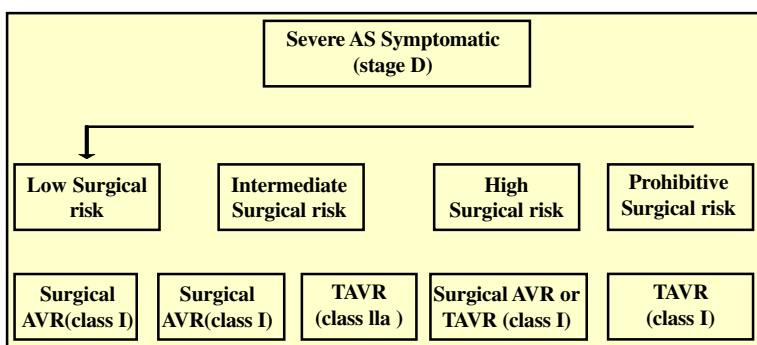 Severe AS Symptomatic
(stage D)
Low Surgical
risk
Intermediate
Surgical risk
High
Surgical risk
Prohibitive
Surgical risk
Surgical
AVR(class I)
Surgical
AVR(class I)
TAVR
(class lla )
Surgical AVR or
TAVR (class I)
TAVR
(class I)